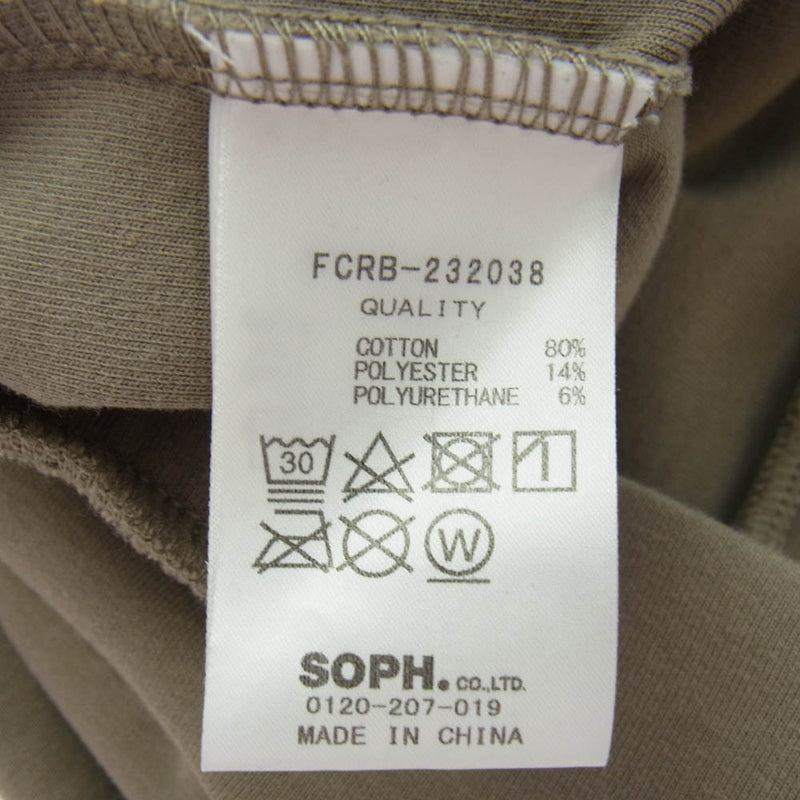 FCRB-232038
QUALITY
COTTON 80%
POLYESTER 14%
POLYURETHANE 6%
30
W
SOPH. CO.,LTD.
0120-207-019
MADE IN CHINA